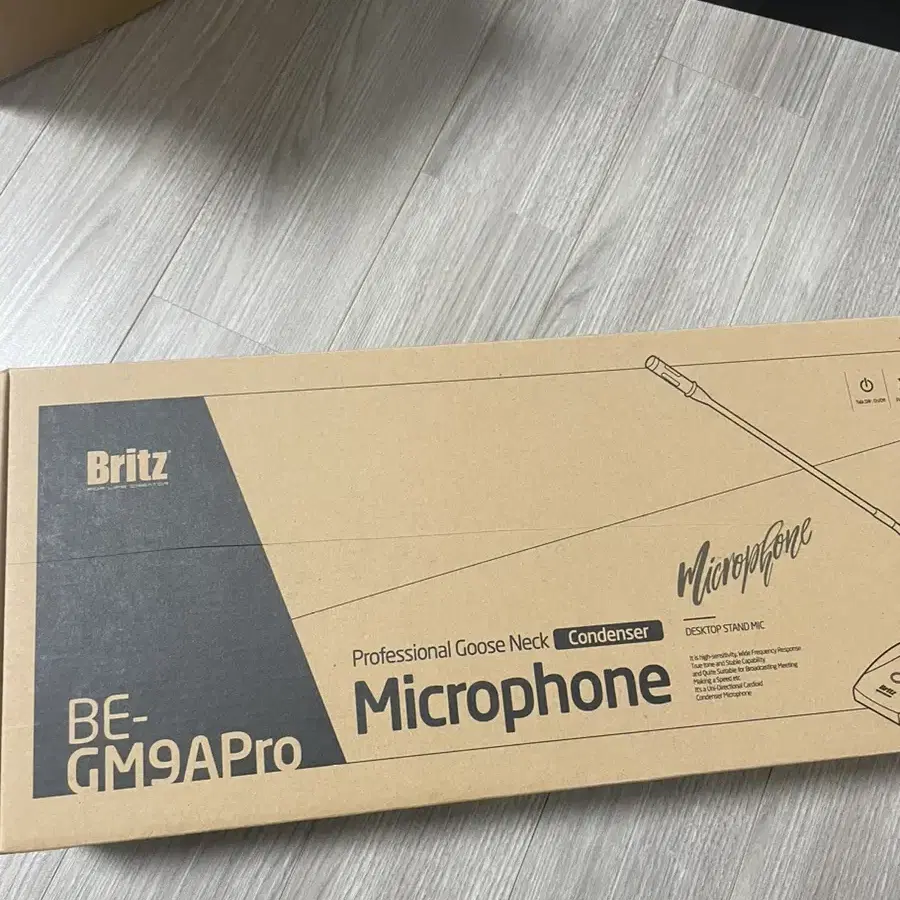 Britz
BE-
GM9APro
Professional Goose Neck Condenser
Microphone
Microphone
DESKTOP STAND MIC
It is high-sensitivity, Wide Frequency Response
True tone and Stable Capability
and Quite Suitable for Broadcasting Meeting
Making a Speed etc.
It's a Uni-Directional Cardioid
Condenser Microphone
Britz